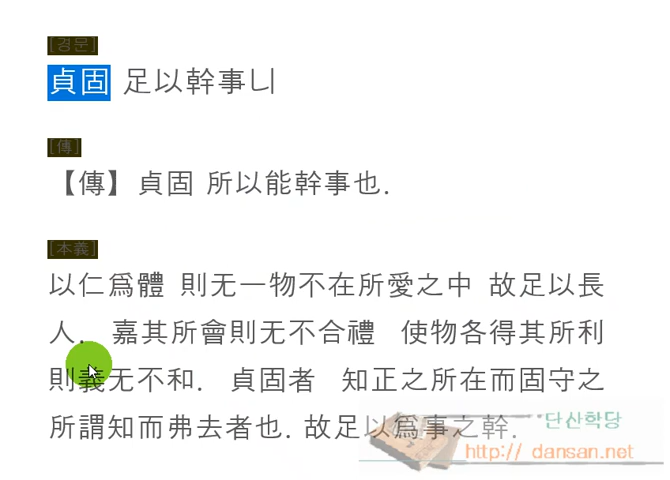 [경문]
貞固 足以幹事니
[傳]
【傳】 貞固 所以能幹事也.
[本義]
以仁爲體 則无一物不在所愛之中 故足以長
人. 嘉其所會則无不合禮 使物各得其所利
則義无不和. 貞固者 知正之所在而固守之
所謂知而弗去者也. 故足以爲事之幹.
단산학당
http:// dansan.net